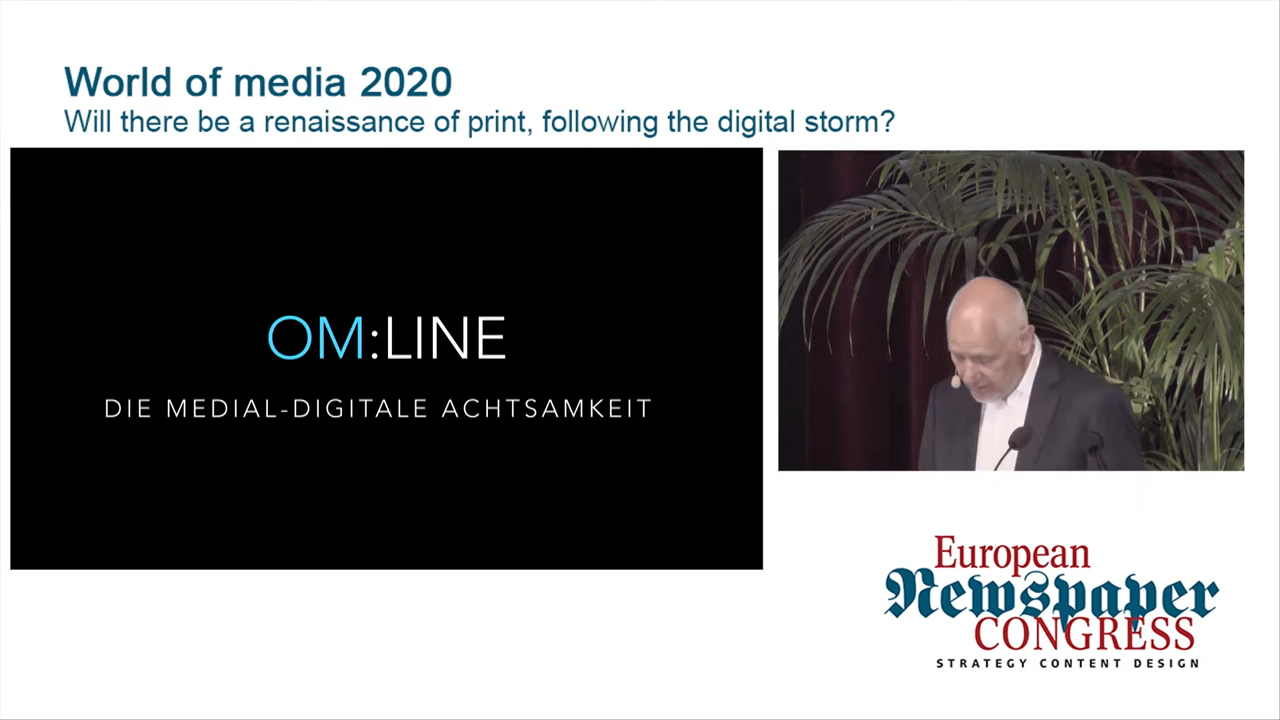 World of media 2020
Will there be a renaissance of print, following the digital storm?
OM:LINE
DIE MEDIAL-DIGITALE ACHTSAMKEIT
European
Newspaper
CONGRESS
STRATEGY CONTENT DESIGN